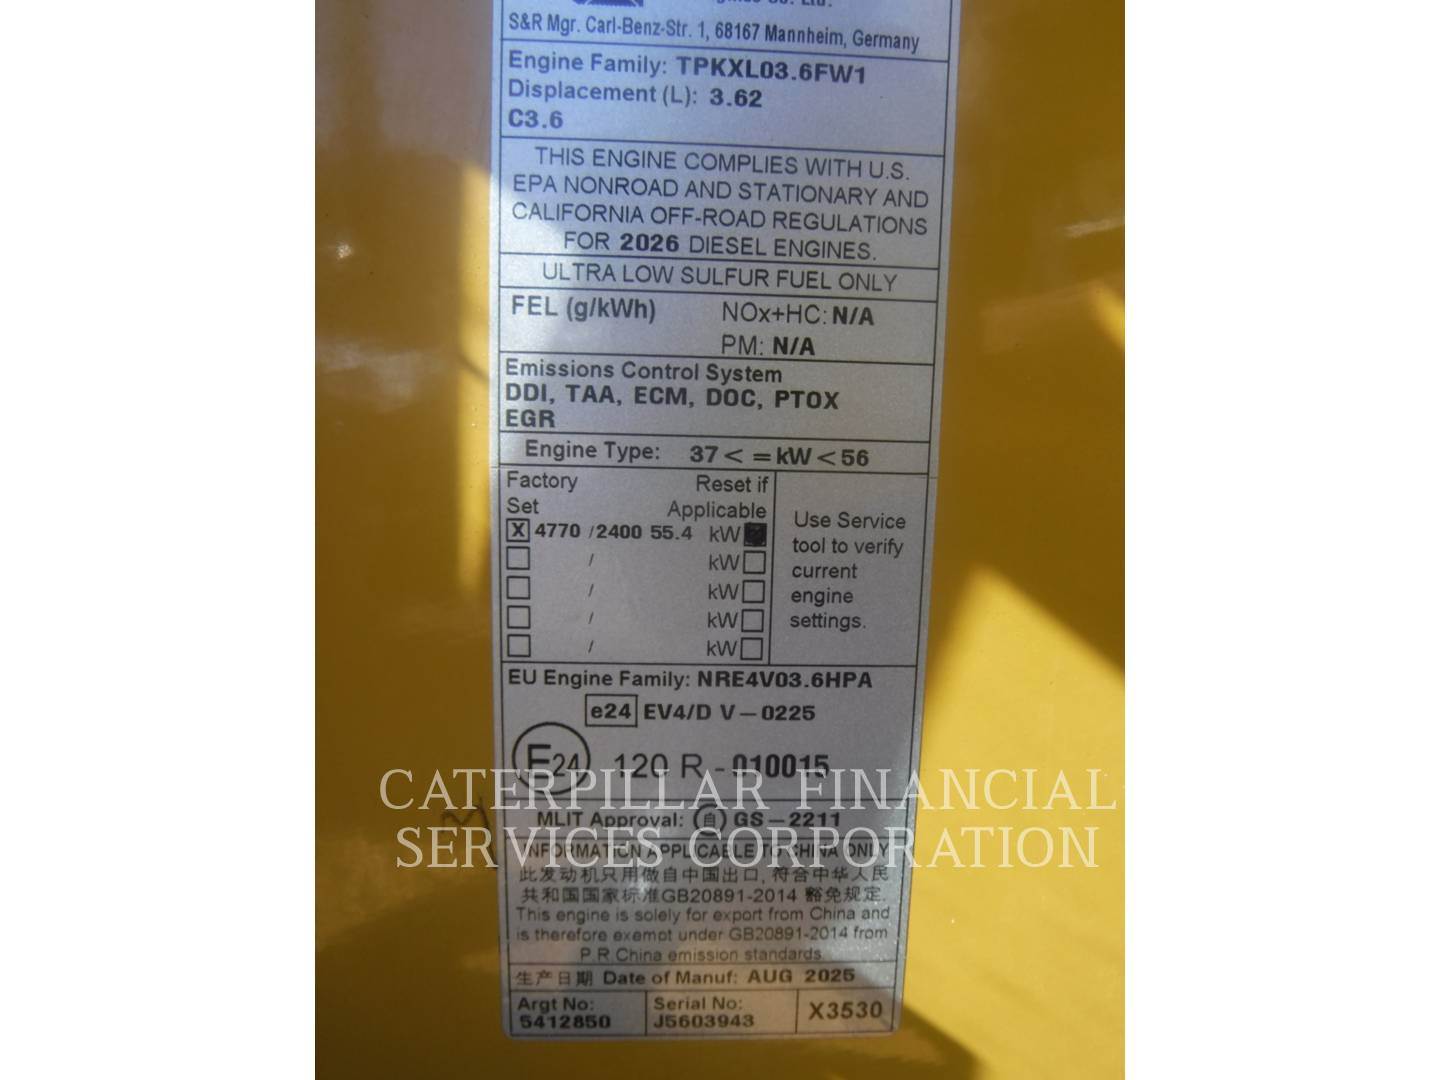 S&R Mgr. Carl-Benz-Str. 1, 68167 Mannheim, Germany
Engine Family: TPKXL03.6FW1
Displacement (L): 3.62
C3.6
THIS ENGINE COMPLIES WITH U.S.
EPA NONROAD AND STATIONARY AND
CALIFORNIA OFF-ROAD REGULATIONS
FOR 2026 DIESEL ENGINES.
ULTRA LOW SULFUR FUEL ONLY
FEL (g/kWh) NOx+HC: N/A
PM: N/A
Emissions Control System
DDI, TAA, ECM, DOC, PTOX
EGR
Engine Type: 37 < = kW < 56
Factory Reset if
Set Applicable
X 4770 / 2400 55.4 kW
/ kW
/ kW
/ kW
/ kW
Use Service
tool to verify
current
engine
settings.
EU Engine Family: NRE4V03.6HPA
e24 EV4/D V-0225
E24 120 R - 010015
MLIT Approval: 自 GS-2211
INFORMATION APPLICABLE TO CHINA ONLY
此发动机只用做自中国出口, 符合中华人民
共和国国家标准GB20891-2014 豁免规定.
This engine is solely for export from China and
is therefore exempt under GB20891-2014 from
P.R.China emission standards.
生产日期 Date of Manuf: AUG 2025
Argt No: Serial No: X3530
5412850 J5603943
CATERPILLAR FINANCIAL
SERVICES CORPORATION